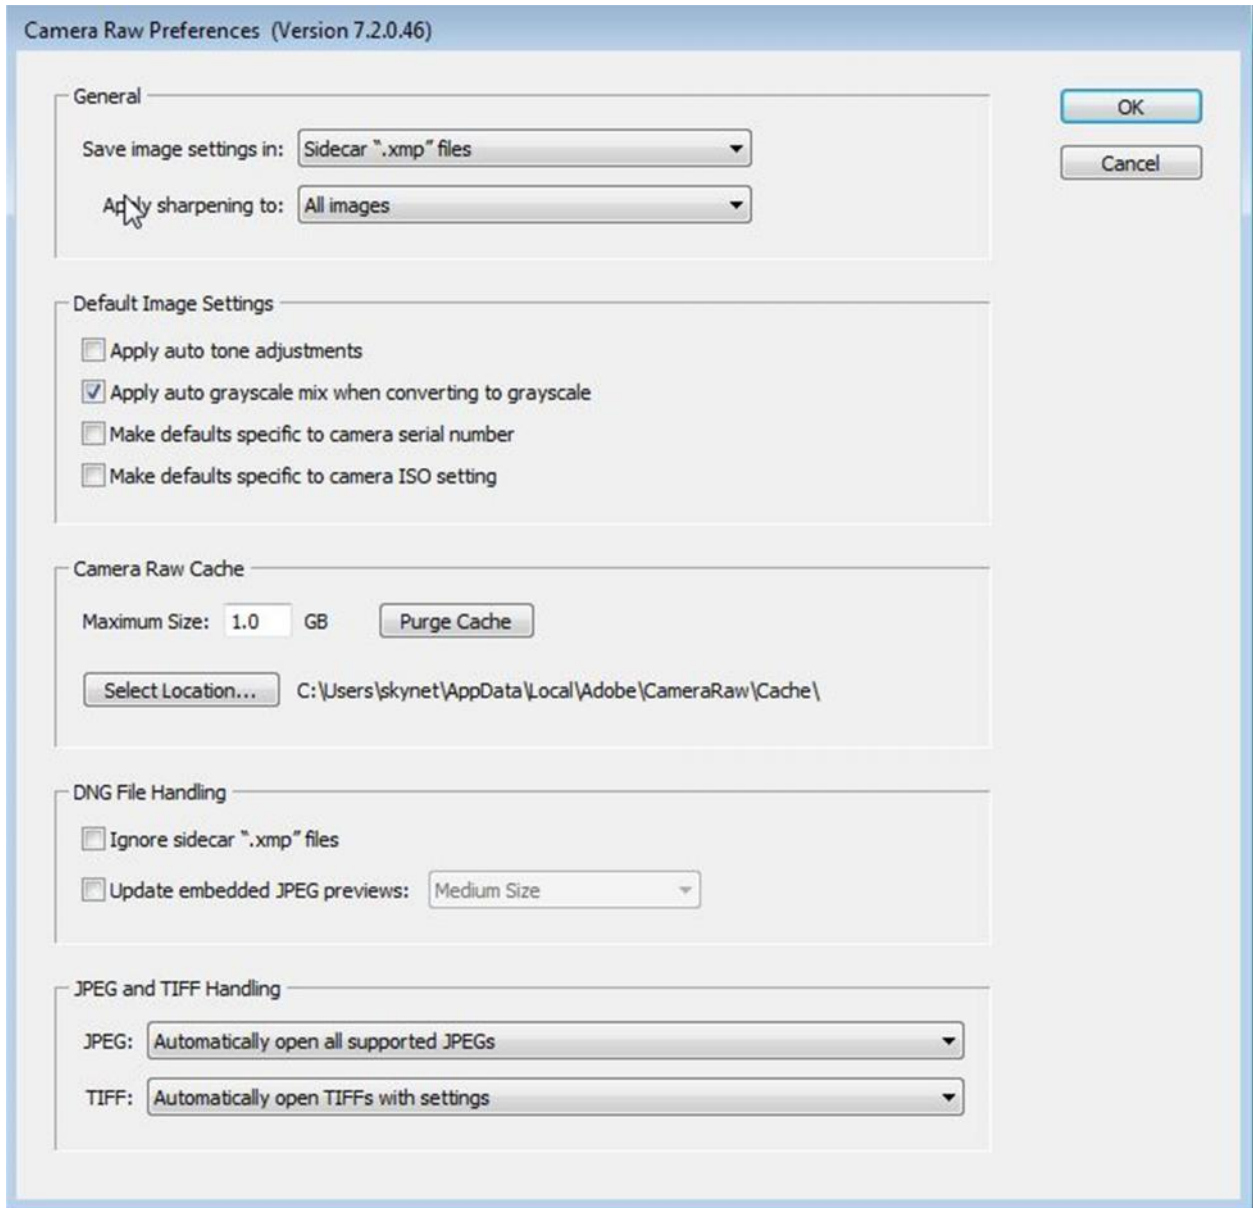 Camera Raw Preferences (Version 7.2.0.46)
General
OK
Save image settings in: Sidecar ".xmp" files
Cancel
Apply sharpening to: All images
Default Image Settings
Apply auto tone adjustments
Apply auto grayscale mix when converting to grayscale
Make defaults specific to camera serial number
Make defaults specific to camera ISO setting
Camera Raw Cache
Maximum Size: 1.0 GB Purge Cache
Select Location... C:\Users\skynet\AppData\Local\Adobe\CameraRaw\Cache\
DNG File Handling
Ignore sidecar ".xmp" files
Update embedded JPEG previews: Medium Size
JPEG and TIFF Handling
JPEG: Automatically open all supported JPEGs
TIFF: Automatically open TIFFs with settings